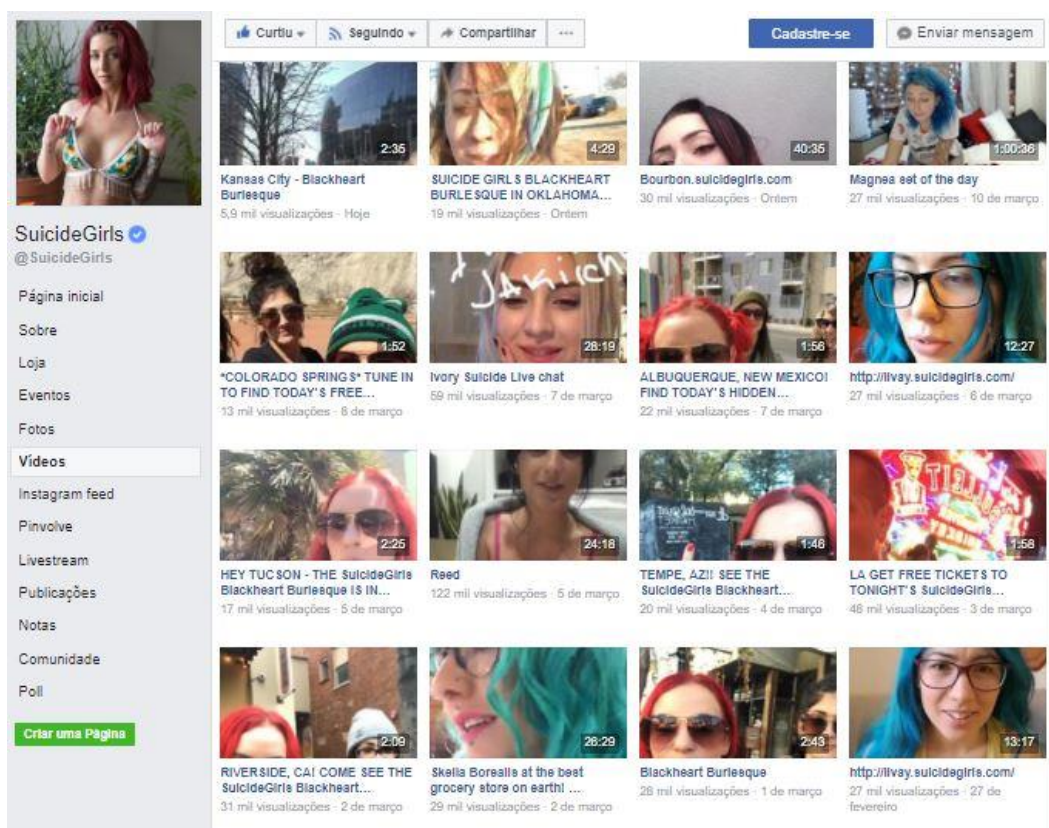 Curtiu
Seguindo
Compartilhar
...
Cadastre-se
Enviar mensagem
SuicideGirls
@SuicideGirls
Página inicial
Sobre
Loja
Eventos
Fotos
Vídeos
Instagram feed
Pinvolve
Livestream
Publicações
Notas
Comunidade
Poll
Criar uma Página
2:35
Kansas City - Blackheart
Burlesque
5,9 mil visualizações · Hoje
4:29
SUICIDE GIRLS BLACKHEART
BURLESQUE IN OKLAHOMA...
19 mil visualizações · Ontem
40:35
Bourbon.suicidegirls.com
30 mil visualizações · Ontem
1:00:36
Magnea set of the day
27 mil visualizações · 10 de março
1:52
*COLORADO SPRINGS* TUNE IN
TO FIND TODAY'S FREE...
13 mil visualizações · 8 de março
28:19
Ivory Suicide Live chat
59 mil visualizações · 7 de março
1:56
ALBUQUERQUE, NEW MEXICO!
FIND TODAY'S HIDDEN...
22 mil visualizações · 7 de março
12:27
http://livay.suicidegirls.com/
27 mil visualizações · 6 de março
2:25
HEY TUCSON - THE SuicideGirls
Blackheart Burlesque IS IN...
17 mil visualizações · 5 de março
24:18
Reed
122 mil visualizações · 5 de março
1:46
TEMPE, AZ!! SEE THE
SuicideGirls Blackheart...
20 mil visualizações · 4 de março
1:58
LA GET FREE TICKETS TO
TONIGHT'S SuicideGirls...
48 mil visualizações · 3 de março
2:09
RIVERSIDE, CA! COME SEE THE
SuicideGirls Blackheart...
31 mil visualizações · 2 de março
26:29
Skella Borealis at the best
grocery store on earth! ...
29 mil visualizações · 2 de março
2:43
Blackheart Burlesque
28 mil visualizações · 1 de março
13:17
http://livay.suicidegirls.com/
27 mil visualizações · 27 de
fevereiro